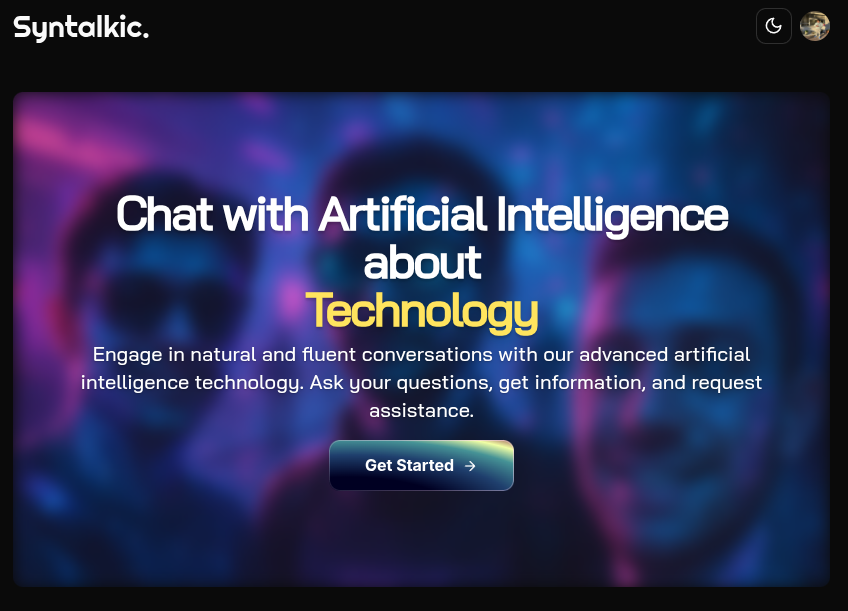 Syntalkic.
Chat with Artificial Intelligence
about
Technology
Engage in natural and fluent conversations with our advanced artificial
intelligence technology. Ask your questions, get information, and request
assistance.
Get Started